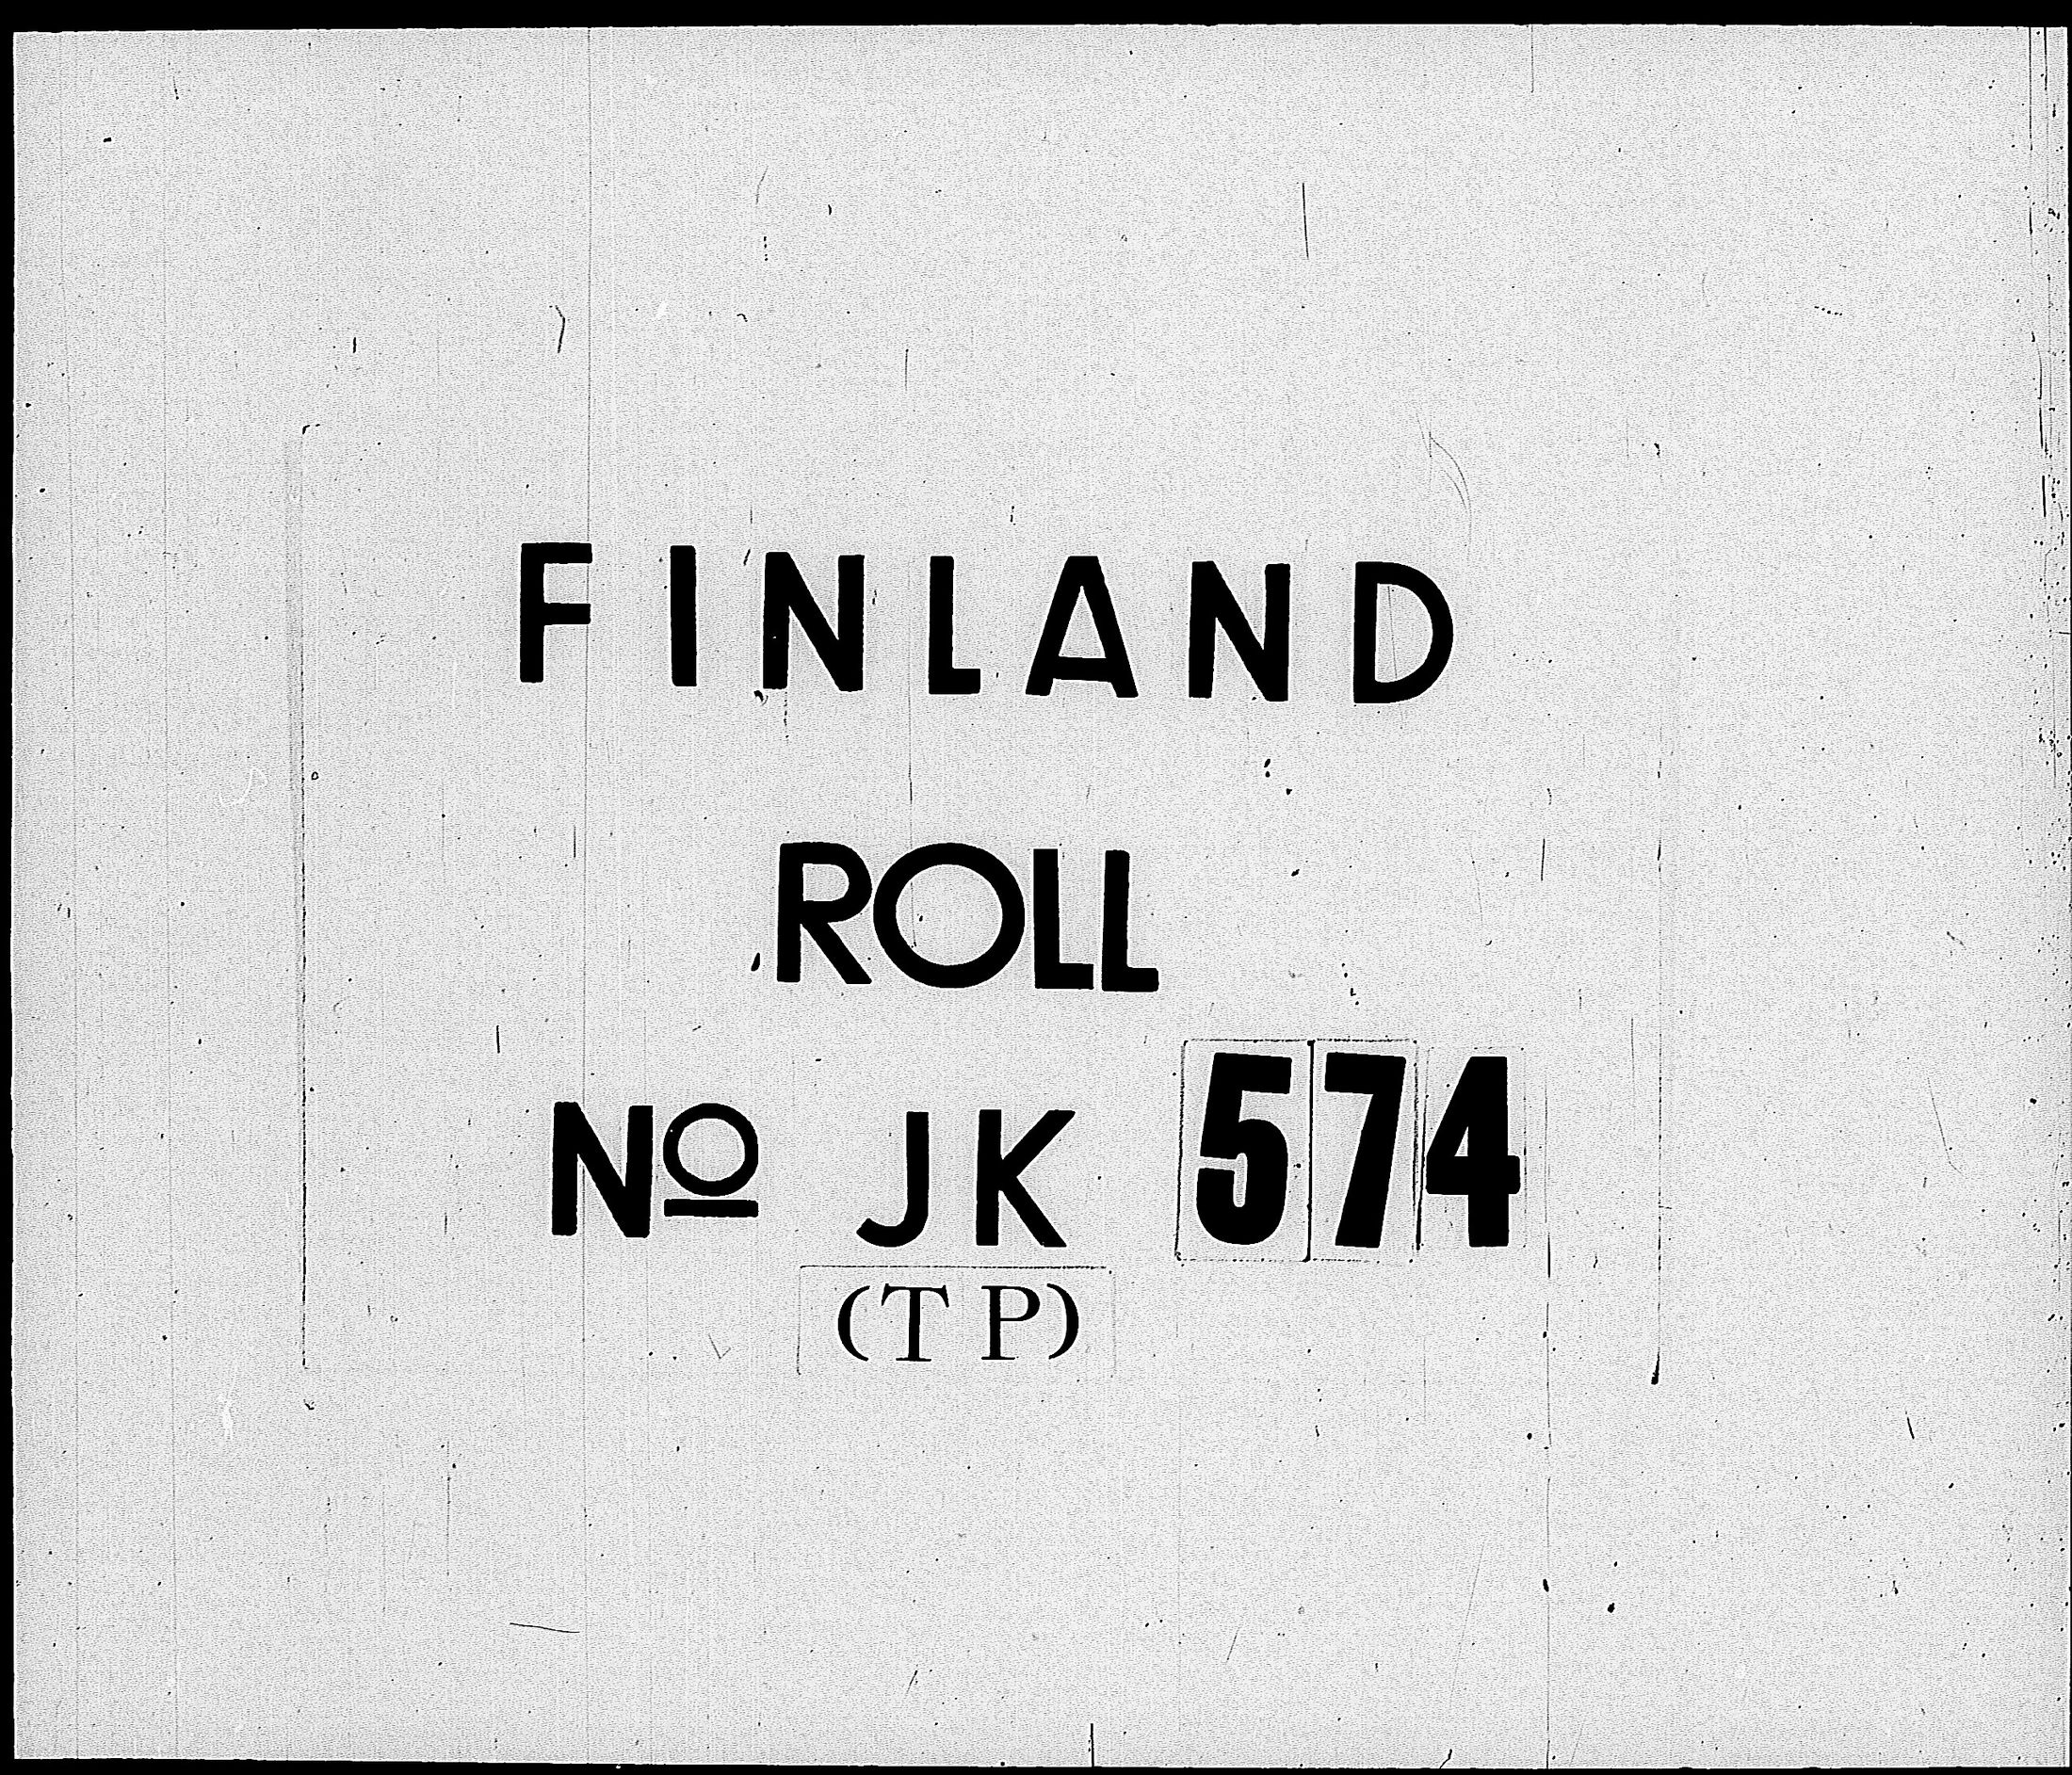 FINLAND
ROLL
Nº JK 574
(TP)